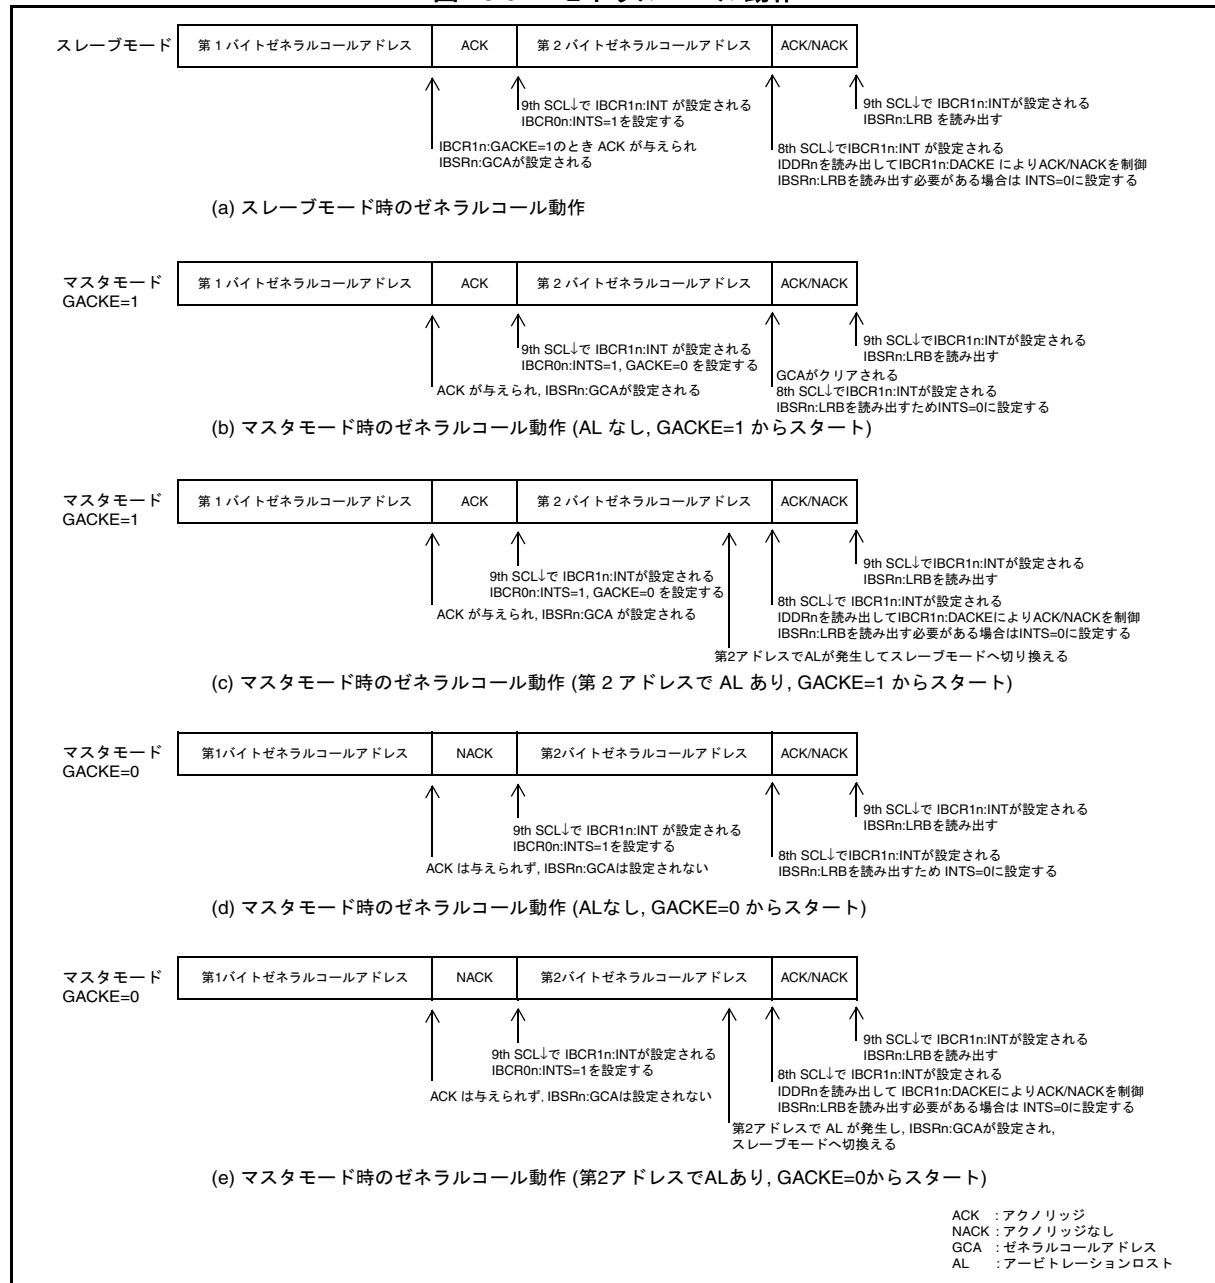 スレーブモード
第 1 バイトゼネラルコールアドレス
ACK
第 2 バイトゼネラルコールアドレス
ACK/NACK
9th SCL↓で IBCR1n:INT が設定される
IBCR0n:INTS=1を設定する
9th SCL↓で IBCR1n:INTが設定される
IBSRn:LRB を読み出す
IBCR1n:GACKE=1のとき ACK が与えられ
IBSRn:GCAが設定される
8th SCL↓でIBCR1n:INT が設定される
IDDRnを読み出してIBCR1n:DACKE によりACK/NACKを制御
IBSRn:LRBを読み出す必要がある場合は INTS=0に設定する
(a) スレーブモード時のゼネラルコール動作
マスタモード
GACKE=1
第 1 バイトゼネラルコールアドレス
ACK
第 2 バイトゼネラルコールアドレス
ACK/NACK
9th SCL↓で IBCR1n:INT が設定される
IBCR0n:INTS=1, GACKE=0 を設定する
9th SCL↓でIBCR1n:INTが設定される
IBSRn:LRBを読み出す
ACK が与えられ, IBSRn:GCAが設定される
GCAがクリアされる
8th SCL↓でIBCR1n:INTが設定される
IBSRn:LRBを読み出すためINTS=0に設定する
(b) マスタモード時のゼネラルコール動作 (AL なし, GACKE=1 からスタート)
マスタモード
GACKE=1
第 1 バイトゼネラルコールアドレス
ACK
第 2 バイトゼネラルコールアドレス
ACK/NACK
9th SCL↓で IBCR1n:INTが設定される
IBCR0n:INTS=1, GACKE=0 を設定する
9th SCL↓でIBCR1n:INTが設定される
IBSRn:LRBを読み出す
ACK が与えられ, IBSRn:GCA が設定される
8th SCL↓で IBCR1n:INTが設定される
IDDRnを読み出してIBCR1n:DACKEによりACK/NACKを制御
IBSRn:LRBを読み出す必要がある場合はINTS=0に設定する
第2アドレスでALが発生してスレーブモードへ切り換える
(c) マスタモード時のゼネラルコール動作 (第 2 アドレスで AL あり, GACKE=1 からスタート)
マスタモード
GACKE=0
第1バイトゼネラルコールアドレス
NACK
第2バイトゼネラルコールアドレス
ACK/NACK
9th SCL↓で IBCR1n:INT が設定される
IBCR0n:INTS=1を設定する
9th SCL↓で IBCR1n:INTが設定される
IBSRn:LRBを読み出す
ACK は与えられず, IBSRn:GCAは設定されない
8th SCL↓でIBCR1n:INTが設定される
IBSRn:LRBを読み出すため INTS=0に設定する
(d) マスタモード時のゼネラルコール動作 (ALなし, GACKE=0 からスタート)
マスタモード
GACKE=0
第1バイトゼネラルコールアドレス
NACK
第2バイトゼネラルコールアドレス
ACK/NACK
9th SCL↓で IBCR1n:INTが設定される
IBCR0n:INTS=1を設定する
9th SCL↓で IBCR1n:INTが設定される
IBSRn:LRBを読み出す
ACK は与えられず, IBSRn:GCAは設定されない
8th SCL↓で IBCR1n:INTが設定される
IDDRnを読み出して IBCR1n:DACKEによりACK/NACKを制御
IBSRn:LRBを読み出す必要がある場合は INTS=0に設定する
第2アドレスで AL が発生し, IBSRn:GCAが設定され,
スレーブモードへ切換える
(e) マスタモード時のゼネラルコール動作 (第2アドレスでALあり, GACKE=0からスタート)
ACK : アクノリッジ
NACK : アクノリッジなし
GCA : ゼネラルコールアドレス
AL : アービトレーションロスト